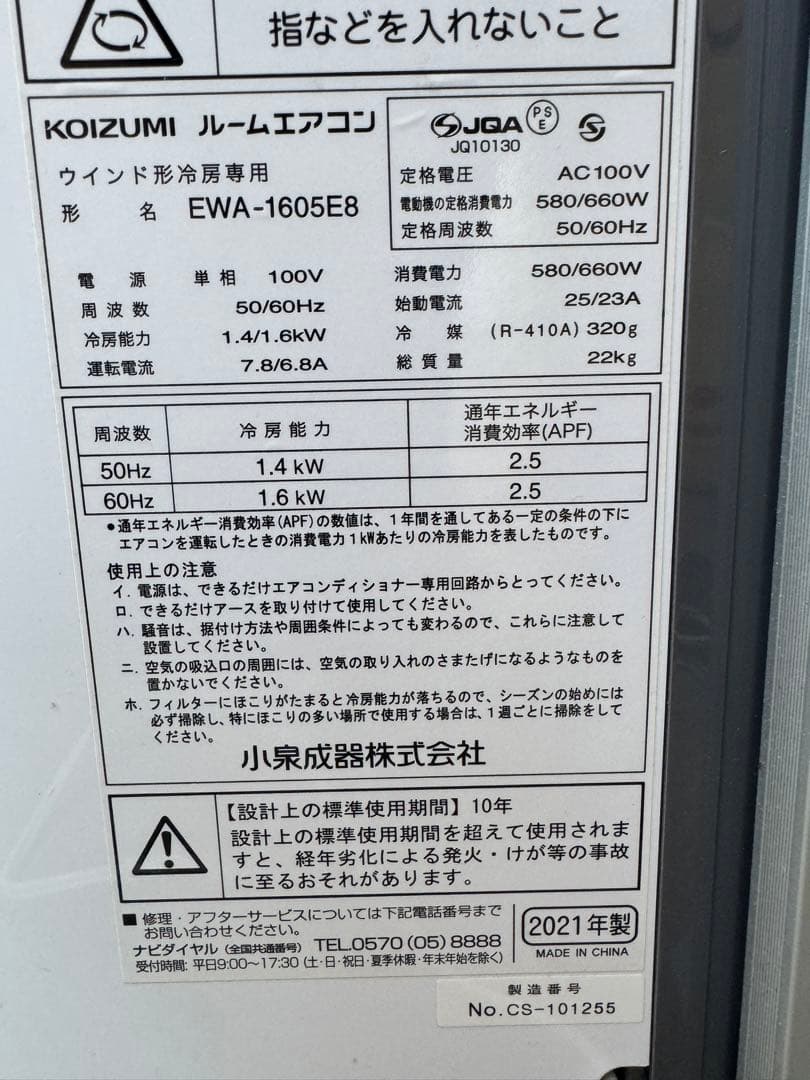 指などを入れないこと
KOIZUMI ルームエアコン
ウインド形冷房専用
形名 EWA-1605E8
JQA PSE
JQ10130
定格電圧 AC100V
電動機の定格消費電力 580/660W
定格周波数 50/60Hz
電源 単相 100V
周波数 50/60Hz
冷房能力 1.4/1.6kW
運転電流 7.8/6.8A
消費電力 580/660W
始動電流 25/23A
冷媒 (R-410A) 320g
総質量 22kg
周波数 冷房能力 通年エネルギー
消費効率(APF)
50Hz 1.4 kW 2.5
60Hz 1.6 kW 2.5
●通年エネルギー消費効率(APF)の数値は、1年間を通してある一定の条件の下に
エアコンを運転したときの消費電力1kWあたりの冷房能力を表したものです。
使用上の注意
イ. 電源は、できるだけエアコンディショナー専用回路からとってください。
ロ. できるだけアースを取り付けて使用してください。
ハ. 騒音は、据付け方法や周囲条件によっても変わるので、これらに注意して
設置してください。
ニ. 空気の吸込口の周囲には、空気の取り入れのさまたげになるようなものを
置かないでください。
ホ. フィルターにほこりがたまると冷房能力が落ちるので、シーズンの始めには
必ず掃除し、特にほこりの多い場所で使用する場合は、1週ごとに掃除をして
ください。
小泉成器株式会社
【設計上の標準使用期間】10年
設計上の標準使用期間を超えて使用されま
すと、経年劣化による発火・けが等の事故
に至るおそれがあります。
■修理・アフターサービスについては下記電話番号まで
お問い合わせください。
ナビダイヤル (全国共通番号) TEL.0570 (05) 8888
受付時間: 平日9:00~17:30 (土・日・祝日・夏季休暇・年末年始を除く)
2021年製
MADE IN CHINA
製造番号
No.CS-101255